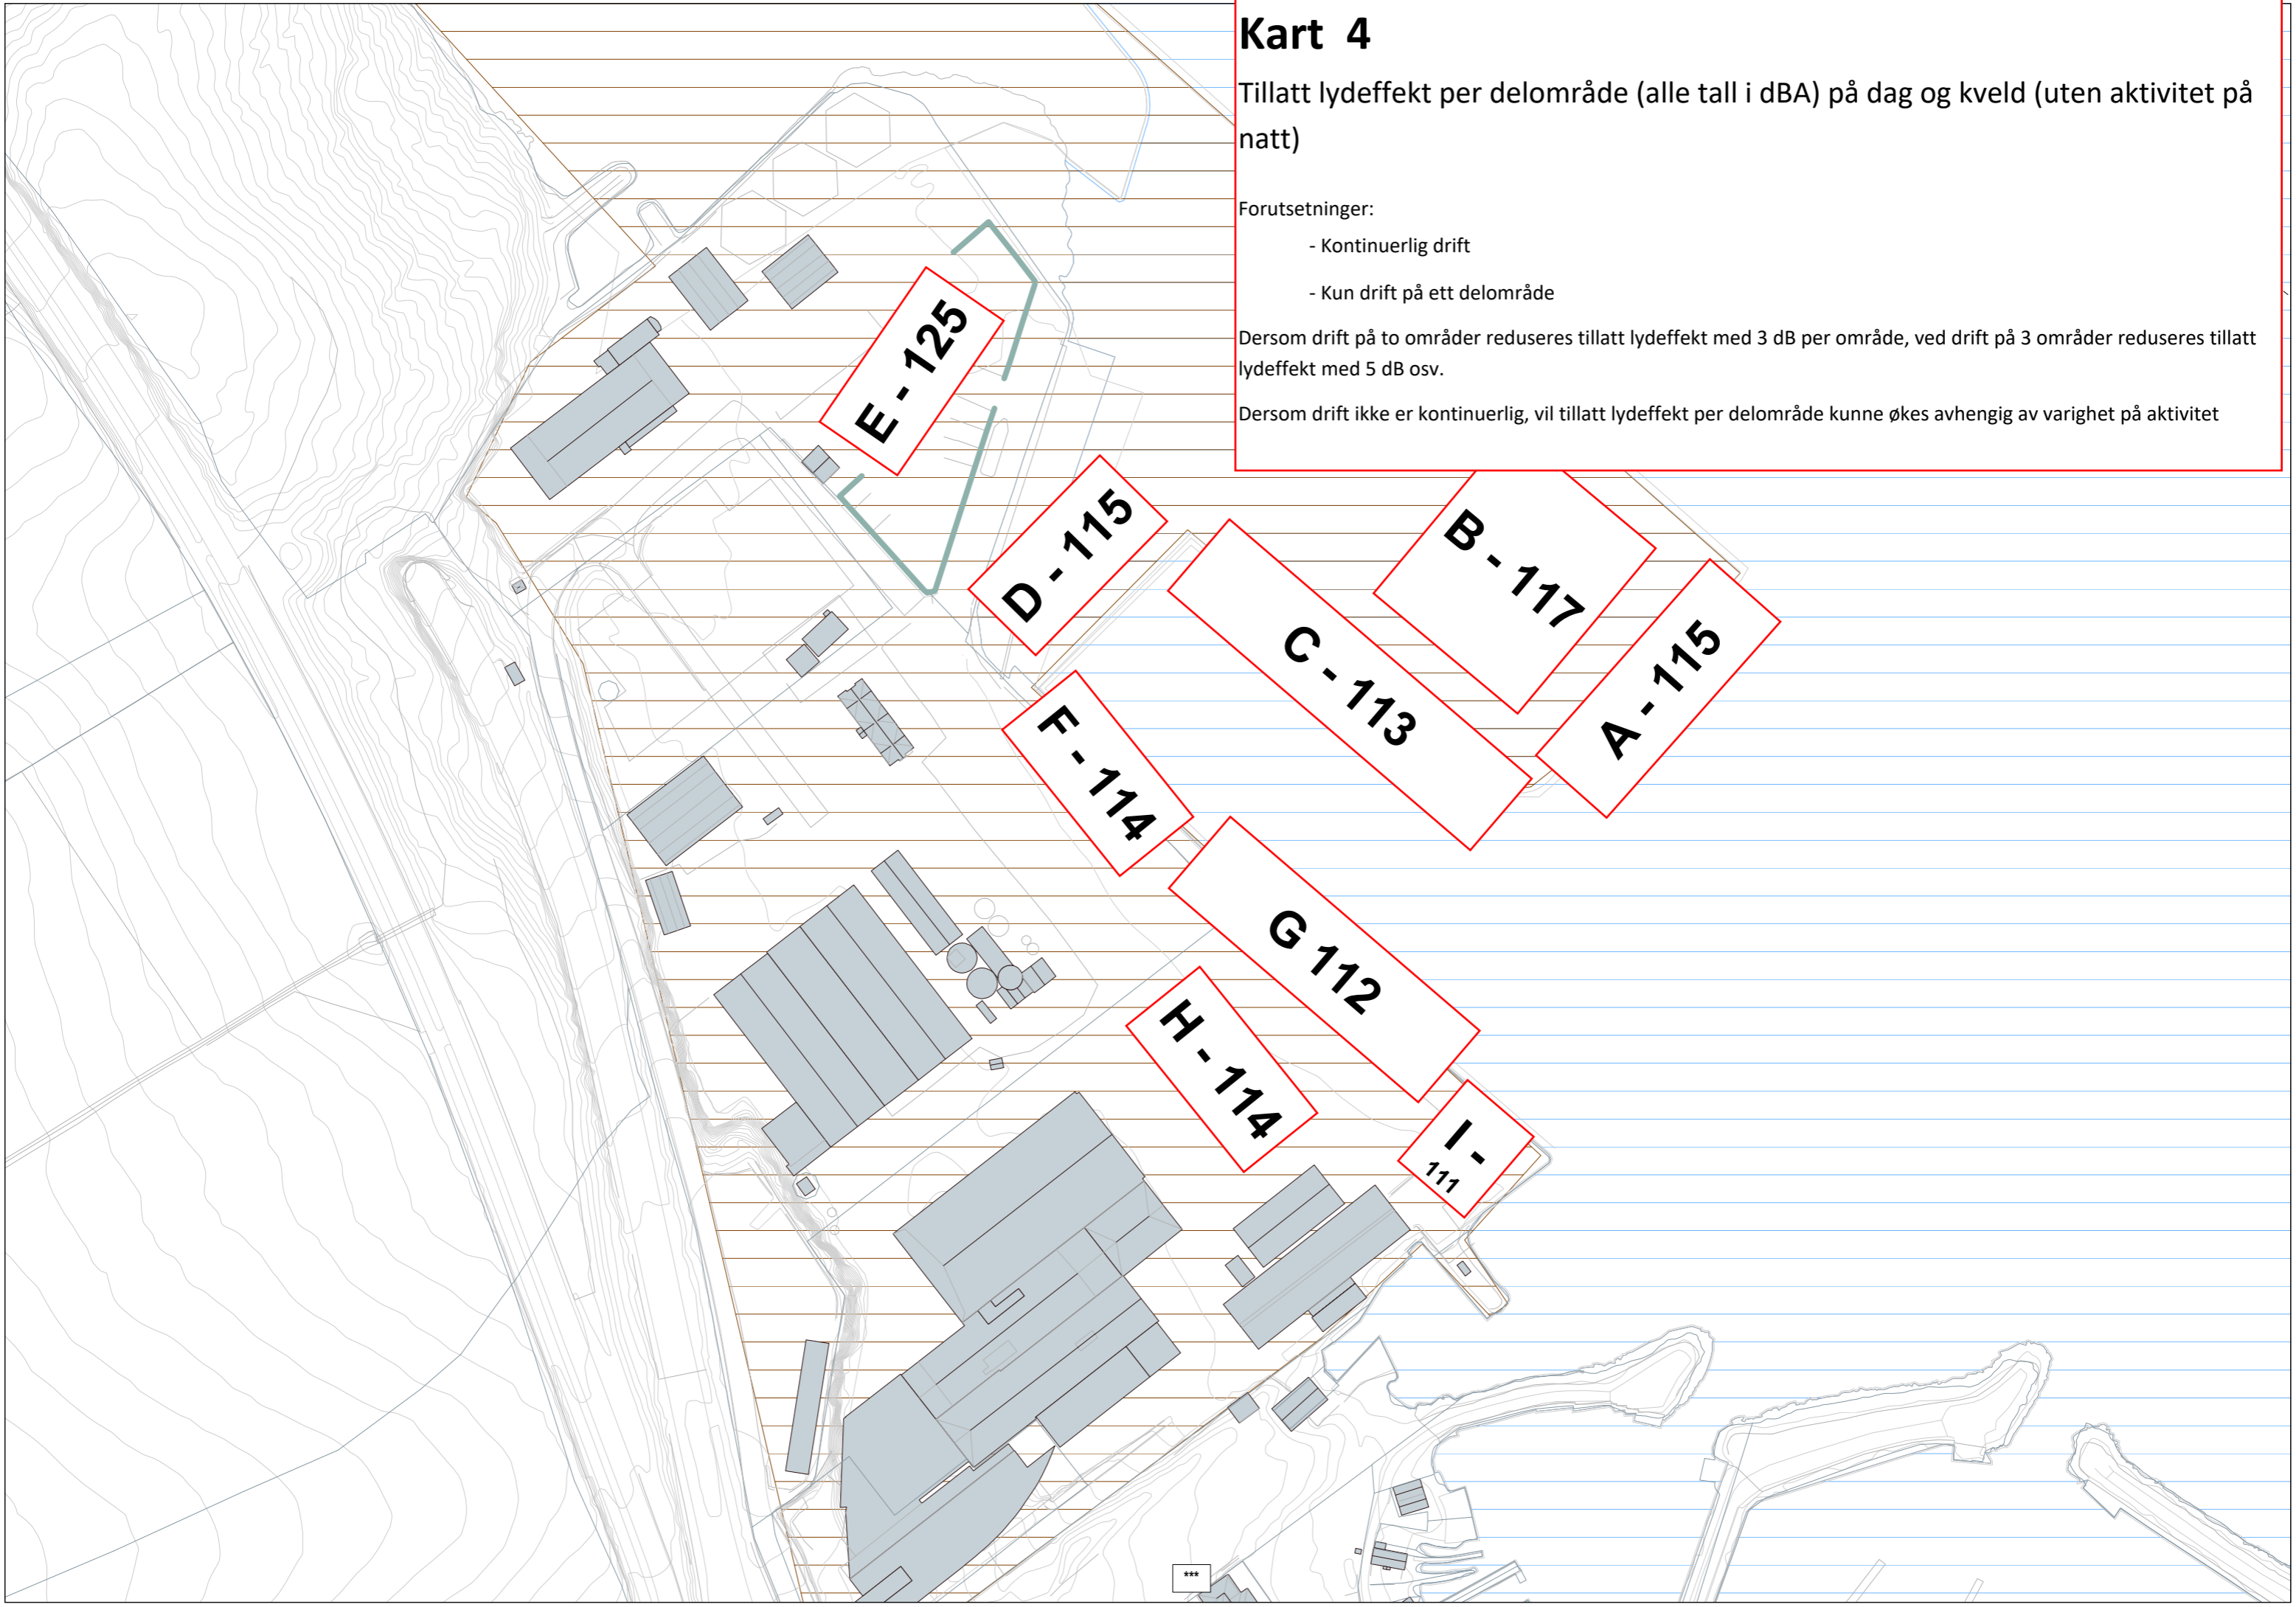 Kart 4
Tillatt lydeffekt per delområde (alle tall i dBA) på dag og kveld (uten aktivitet på
natt)
Forutsetninger:
- Kontinuerlig drift
- Kun drift på ett delområde
Dersom drift på to områder reduseres tillatt lydeffekt med 3 dB per område, ved drift på 3 områder reduseres tillatt
lydeffekt med 5 dB osv.
Dersom drift ikke er kontinuerlig, vil tillatt lydeffekt per delområde kunne økes avhengig av varighet på aktivitet
E - 125
D - 115
B - 117
A - 115
C - 113
F - 114
G 112
H - 114
I -
111
***